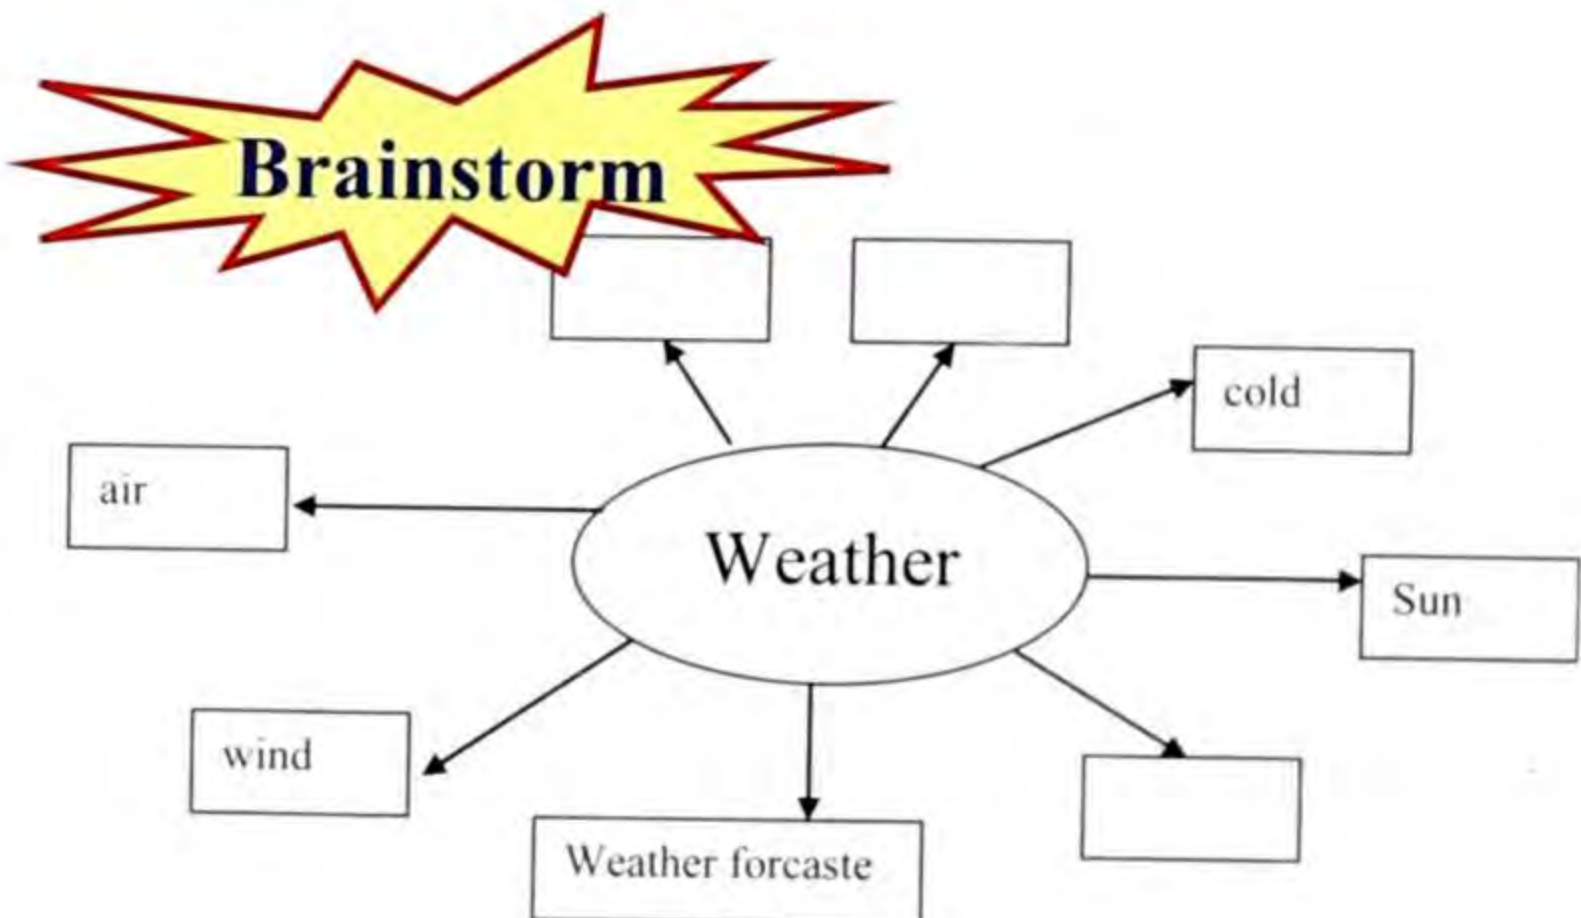 Brainstorm
cold
air
Weather
Sun
wind
Weather forcaste